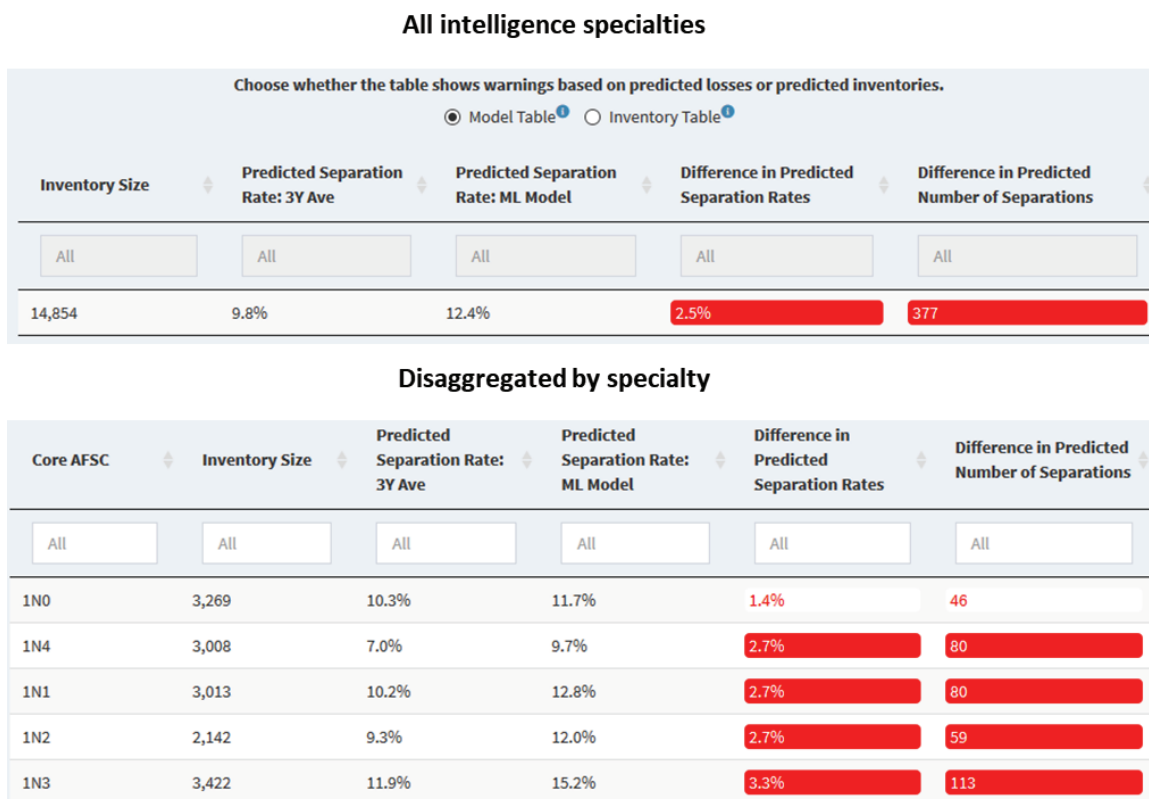 All intelligence specialties
Choose whether the table shows warnings based on predicted losses or predicted inventories.
Model Table i Inventory Table i
Inventory Size Predicted Separation Rate: 3Y Ave Predicted Separation Rate: ML Model Difference in Predicted Separation Rates Difference in Predicted Number of Separations
All All All All All
14,854 9.8% 12.4% 2.5% 377
Disaggregated by specialty
Core AFSC Inventory Size Predicted Separation Rate: 3Y Ave Predicted Separation Rate: ML Model Difference in Predicted Separation Rates Difference in Predicted Number of Separations
All All All All All All
1N0 3,269 10.3% 11.7% 1.4% 46
1N4 3,008 7.0% 9.7% 2.7% 80
1N1 3,013 10.2% 12.8% 2.7% 80
1N2 2,142 9.3% 12.0% 2.7% 59
1N3 3,422 11.9% 15.2% 3.3% 113